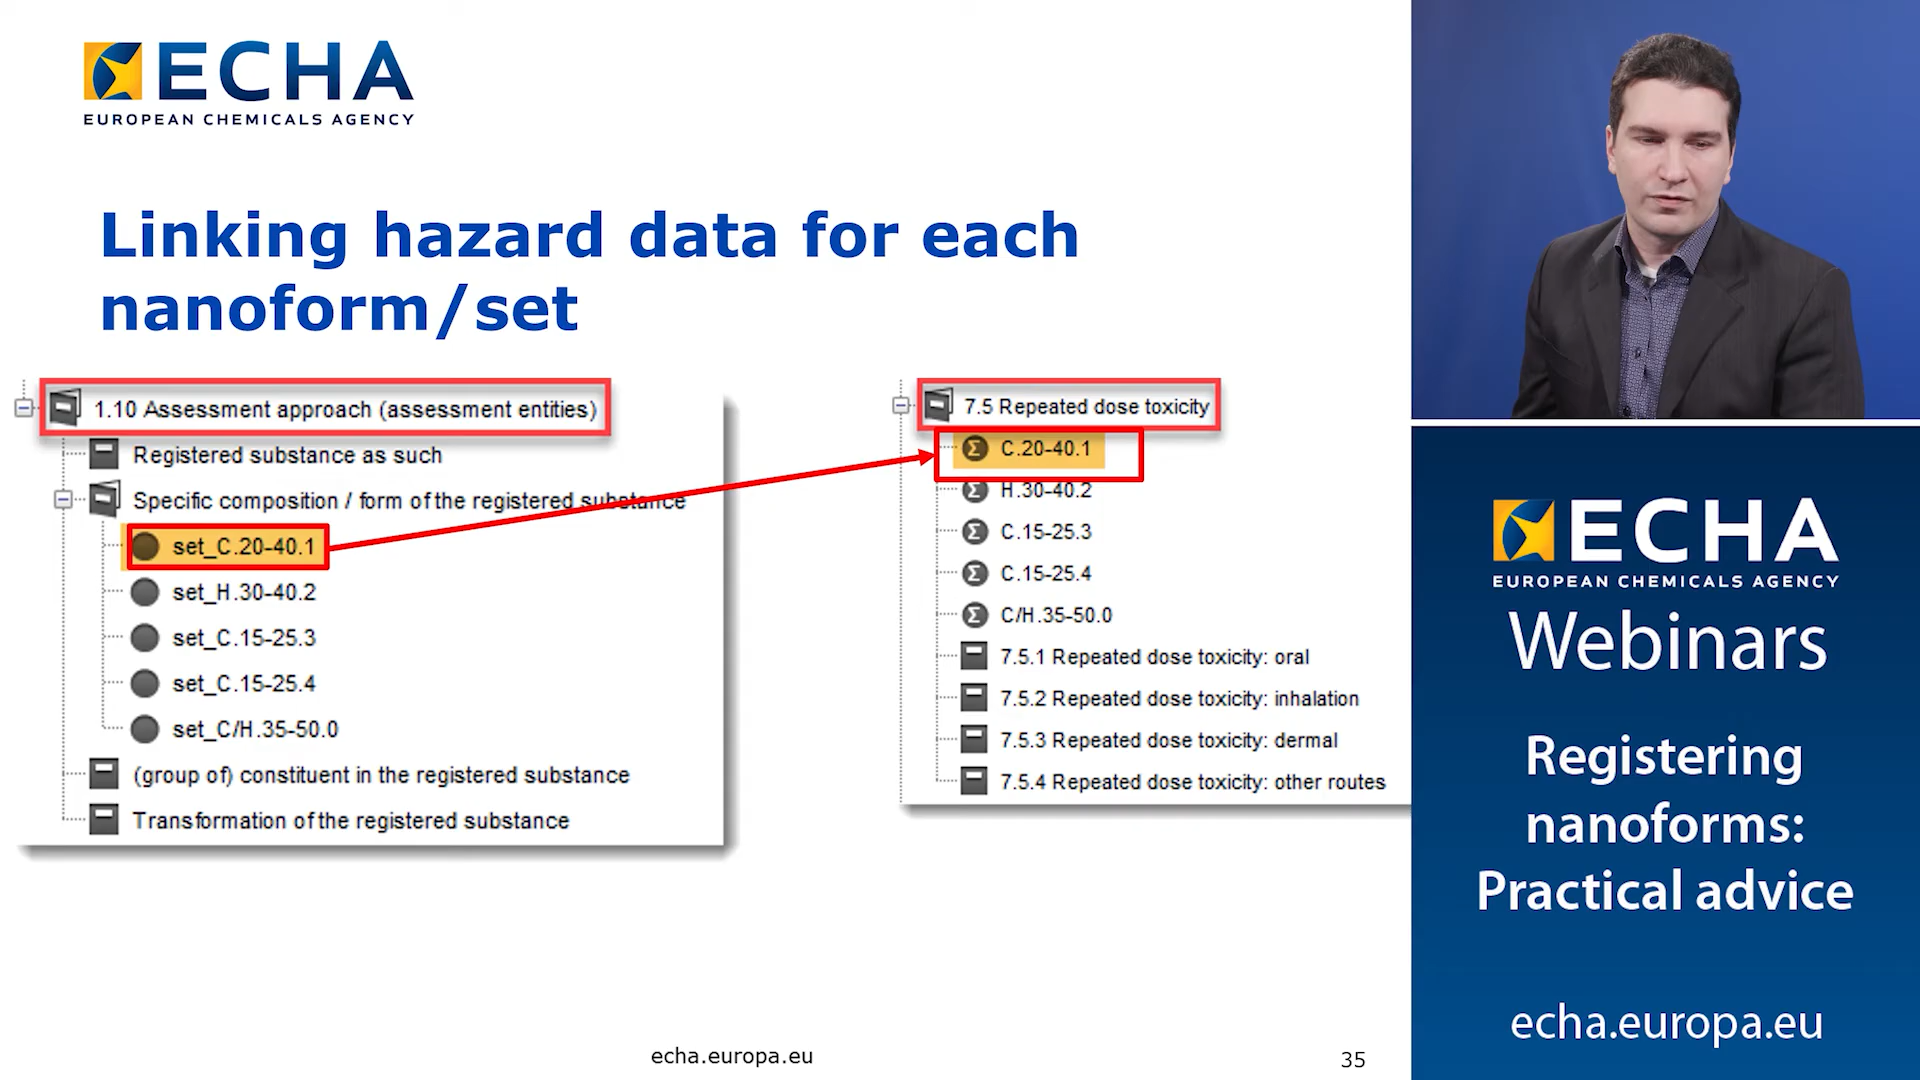 ECHA
EUROPEAN CHEMICALS AGENCY
Linking hazard data for each
nanoform/set
1.10 Assessment approach (assessment entities)
Registered substance as such
Specific composition / form of the registered substance
set_C.20-40.1
set_H.30-40.2
set_C.15-25.3
set_C.15-25.4
set_C/H.35-50.0
(group of) constituent in the registered substance
Transformation of the registered substance
7.5 Repeated dose toxicity
Σ C.20-40.1
Σ H.30-40.2
Σ C.15-25.3
Σ C.15-25.4
Σ C/H.35-50.0
7.5.1 Repeated dose toxicity: oral
7.5.2 Repeated dose toxicity: inhalation
7.5.3 Repeated dose toxicity: dermal
7.5.4 Repeated dose toxicity: other routes
echa.europa.eu
35
ECHA
EUROPEAN CHEMICALS AGENCY
Webinars
Registering
nanoforms:
Practical advice
echa.europa.eu